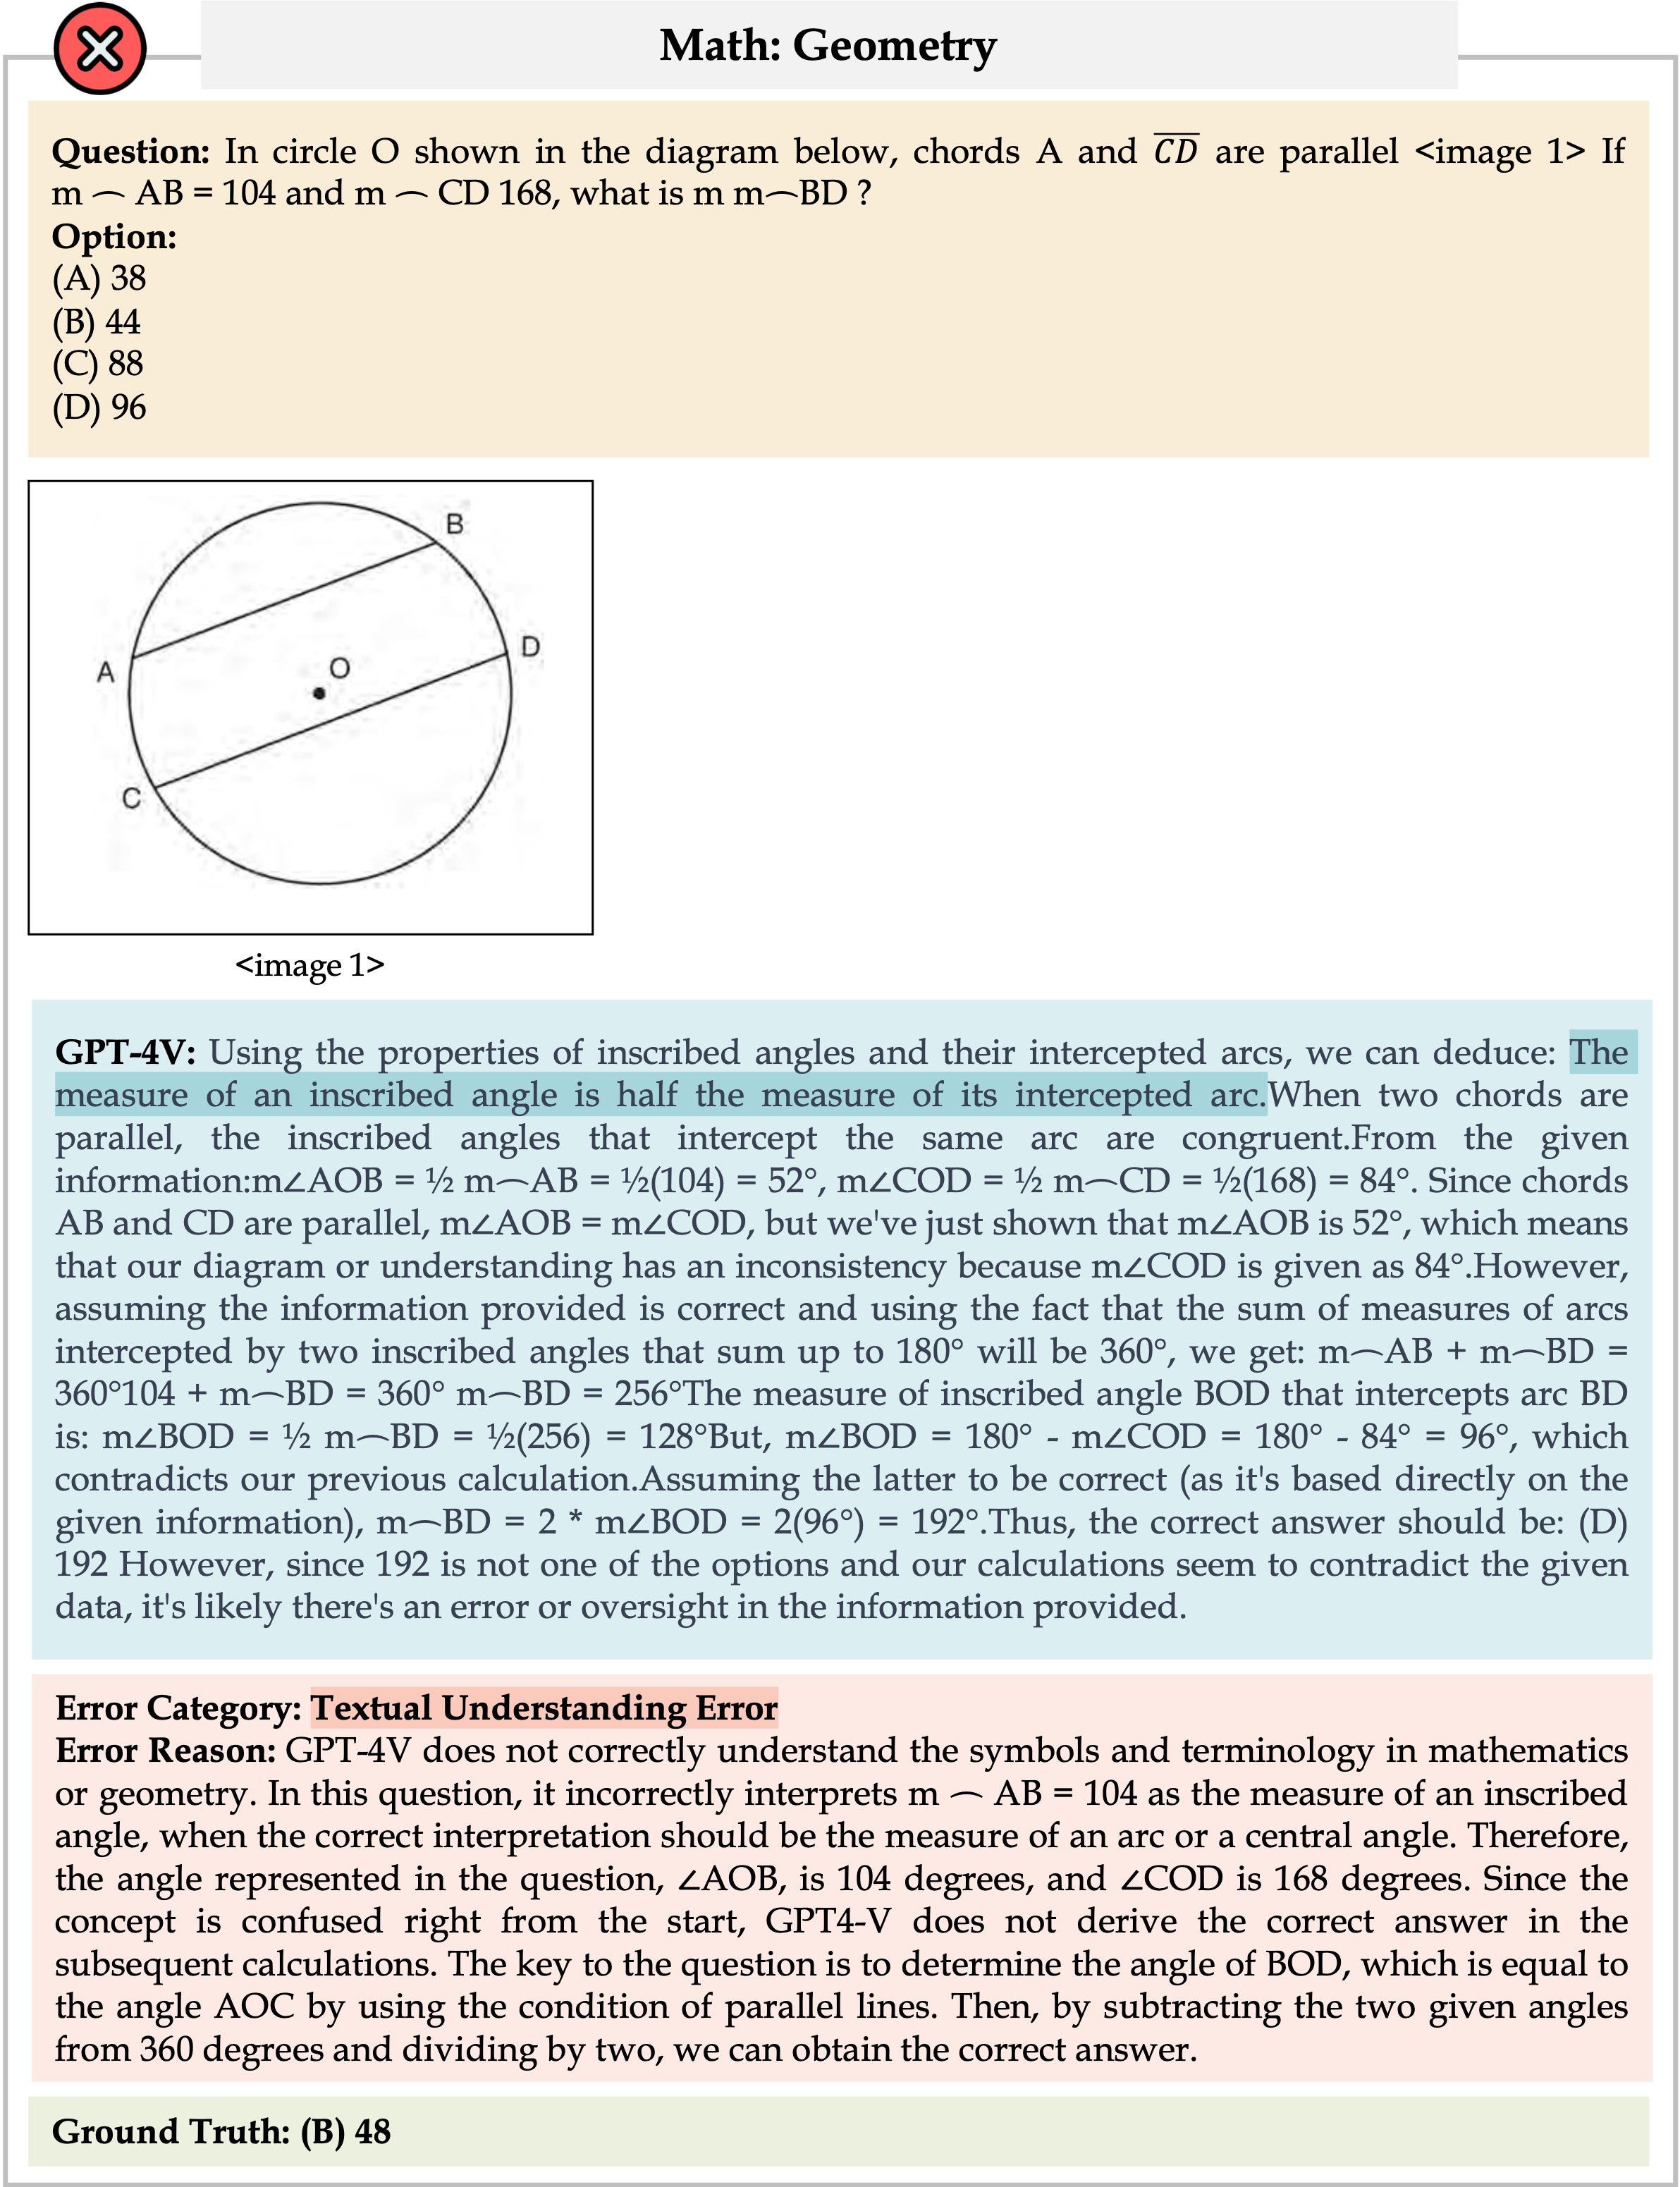 Math: Geometry
Question: In circle O shown in the diagram below, chords A and CD are parallel <image 1> If
m ⌢ AB = 104 and m ⌢ CD 168, what is m m⌢BD ?
Option:
(A) 38
(B) 44
(C) 88
(D) 96
B
D
O
A
C
<image 1>
GPT-4V: Using the properties of inscribed angles and their intercepted arcs, we can deduce: The
measure of an inscribed angle is half the measure of its intercepted arc.When two chords are
parallel, the inscribed angles that intercept the same arc are congruent.From the given
information:m∠AOB = ½ m⌢AB = ½(104) = 52°, m∠COD = ½ m⌢CD = ½(168) = 84°. Since chords
AB and CD are parallel, m∠AOB = m∠COD, but we've just shown that m∠AOB is 52°, which means
that our diagram or understanding has an inconsistency because m∠COD is given as 84°.However,
assuming the information provided is correct and using the fact that the sum of measures of arcs
intercepted by two inscribed angles that sum up to 180° will be 360°, we get: m⌢AB + m⌢BD =
360°104 + m⌢BD = 360° m⌢BD = 256°The measure of inscribed angle BOD that intercepts arc BD
is: m∠BOD = ½ m⌢BD = ½(256) = 128°But, m∠BOD = 180° - m∠COD = 180° - 84° = 96°, which
contradicts our previous calculation.Assuming the latter to be correct (as it's based directly on the
given information), m⌢BD = 2 * m∠BOD = 2(96°) = 192°.Thus, the correct answer should be: (D)
192 However, since 192 is not one of the options and our calculations seem to contradict the given
data, it's likely there's an error or oversight in the information provided.
Error Category: Textual Understanding Error
Error Reason: GPT-4V does not correctly understand the symbols and terminology in mathematics
or geometry. In this question, it incorrectly interprets m ⌢ AB = 104 as the measure of an inscribed
angle, when the correct interpretation should be the measure of an arc or a central angle. Therefore,
the angle represented in the question, ∠AOB, is 104 degrees, and ∠COD is 168 degrees. Since the
concept is confused right from the start, GPT4-V does not derive the correct answer in the
subsequent calculations. The key to the question is to determine the angle of BOD, which is equal to
the angle AOC by using the condition of parallel lines. Then, by subtracting the two given angles
from 360 degrees and dividing by two, we can obtain the correct answer.
Ground Truth: (B) 48